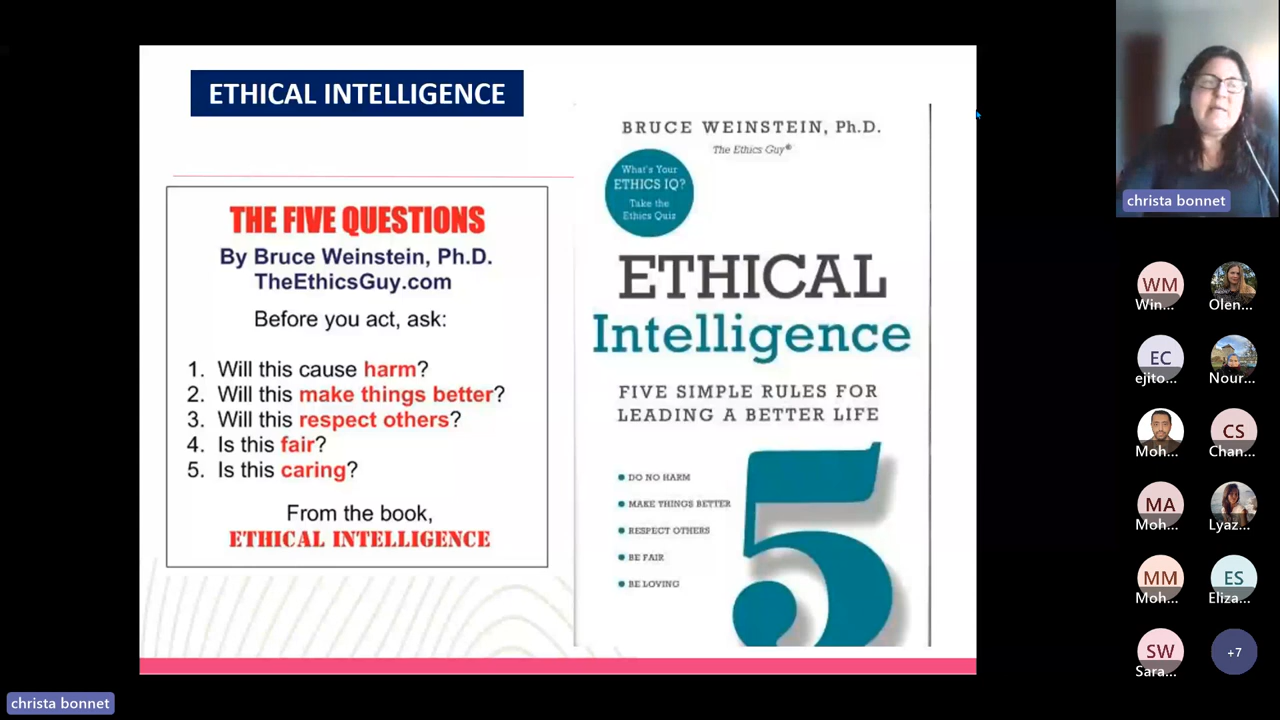 ETHICAL INTELLIGENCE
THE FIVE QUESTIONS
By Bruce Weinstein, Ph.D.
TheEthicsGuy.com
Before you act, ask:
1. Will this cause harm?
2. Will this make things better?
3. Will this respect others?
4. Is this fair?
5. Is this caring?
From the book,
ETHICAL INTELLIGENCE
BRUCE WEINSTEIN, Ph.D.
The Ethics Guy®
What's Your
ETHICS IQ?
Take the
Ethics Quiz
ETHICAL
Intelligence
FIVE SIMPLE RULES FOR
LEADING A BETTER LIFE
DO NO HARM
MAKE THINGS BETTER
RESPECT OTHERS
BE FAIR
BE LOVING
5
christa bonnet
WM
Win...
Olen...
EC
ejito...
Nour...
Moh...
CS
Chan...
MA
Moh...
Lyaz...
MM
Moh...
ES
Eliza...
SW
Sara...
+7
christa bonnet